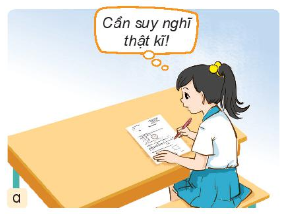 Cần suy nghĩ
thật kĩ!
a